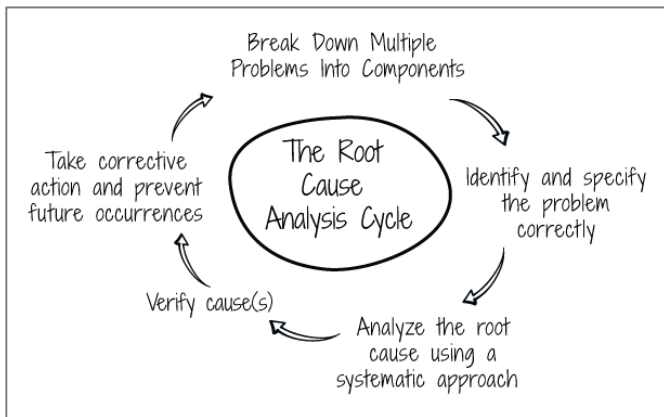 Break Down Multiple
Problems Into Components
The Root
Cause
Analysis Cycle
Identify and specify
the problem
correctly
Analyze the root
cause using a
systematic approach
Verify cause(s)
Take corrective
action and prevent
future occurrences